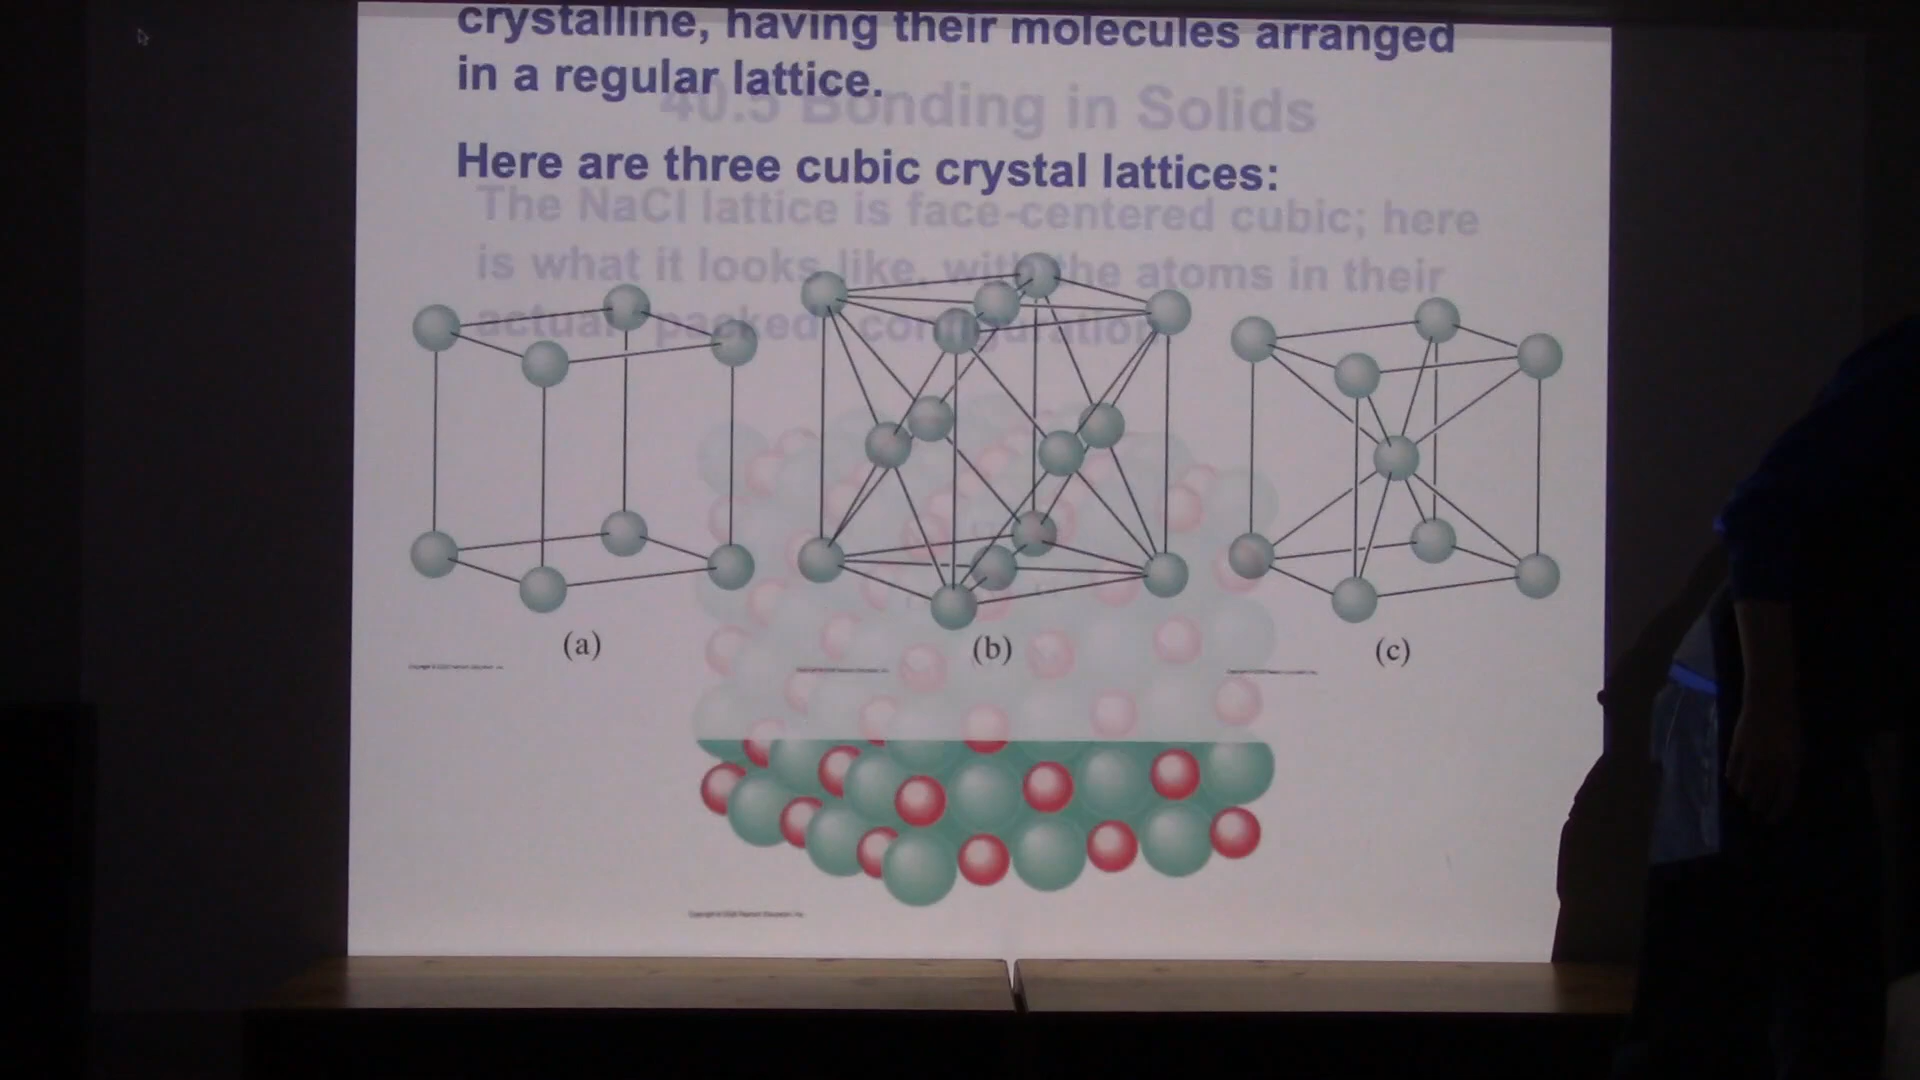 crystalline, having their molecules arranged
in a regular lattice.
40.5 Bonding in Solids
Here are three cubic crystal lattices:
The NaCl lattice is face-centered cubic; here
is what it looks like, with the atoms in their
actual packed configuration
(a)
(b)
(c)